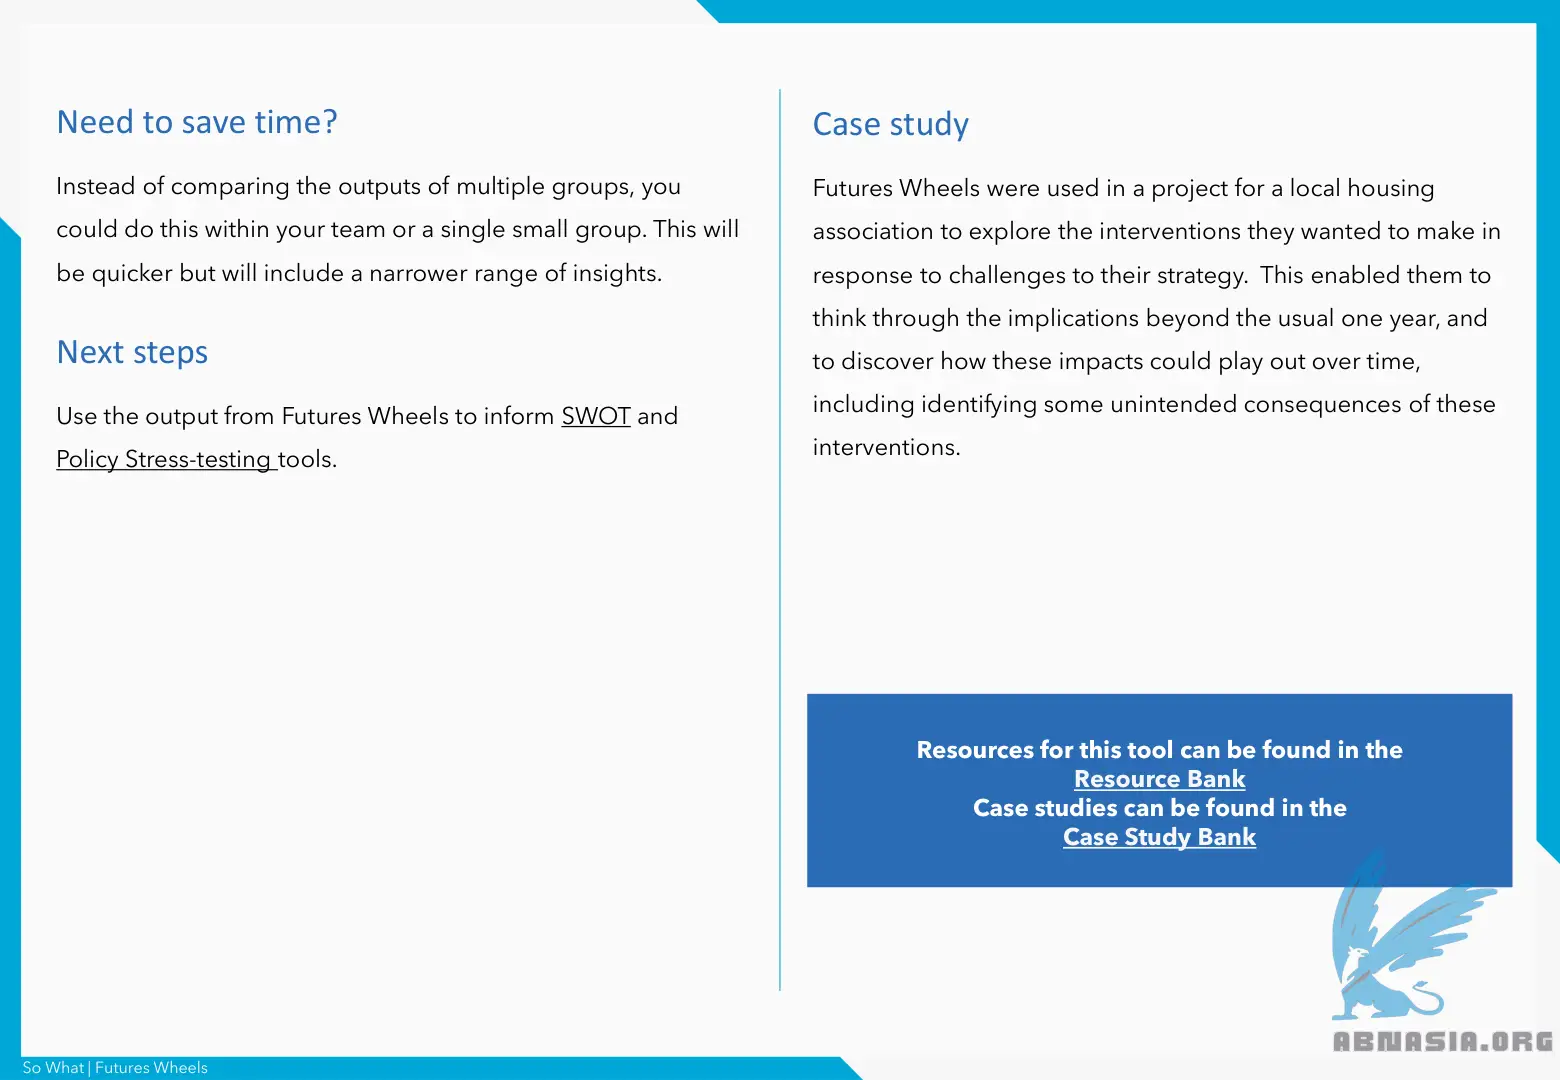 Need to save time?
Instead of comparing the outputs of multiple groups, you
could do this within your team or a single small group. This will
be quicker but will include a narrower range of insights.
Next steps
Use the output from Futures Wheels to inform SWOT and
Policy Stress-testing tools.
Case study
Futures Wheels were used in a project for a local housing
association to explore the interventions they wanted to make in
response to challenges to their strategy.  This enabled them to
think through the implications beyond the usual one year, and
to discover how these impacts could play out over time,
including identifying some unintended consequences of these
interventions.
Resources for this tool can be found in the
Resource Bank
Case studies can be found in the
Case Study Bank
ABNASIA.ORG
So What | Futures Wheels